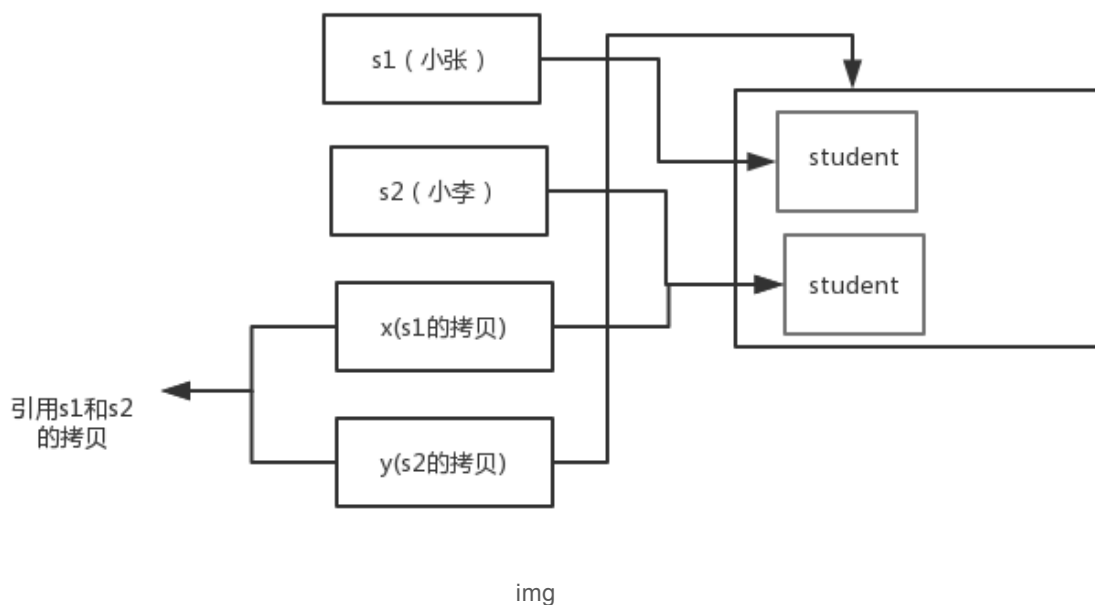 s1（小张）
student
s2（小李）
student
x(s1的拷贝)
引用s1和s2
的拷贝
y(s2的拷贝)
img